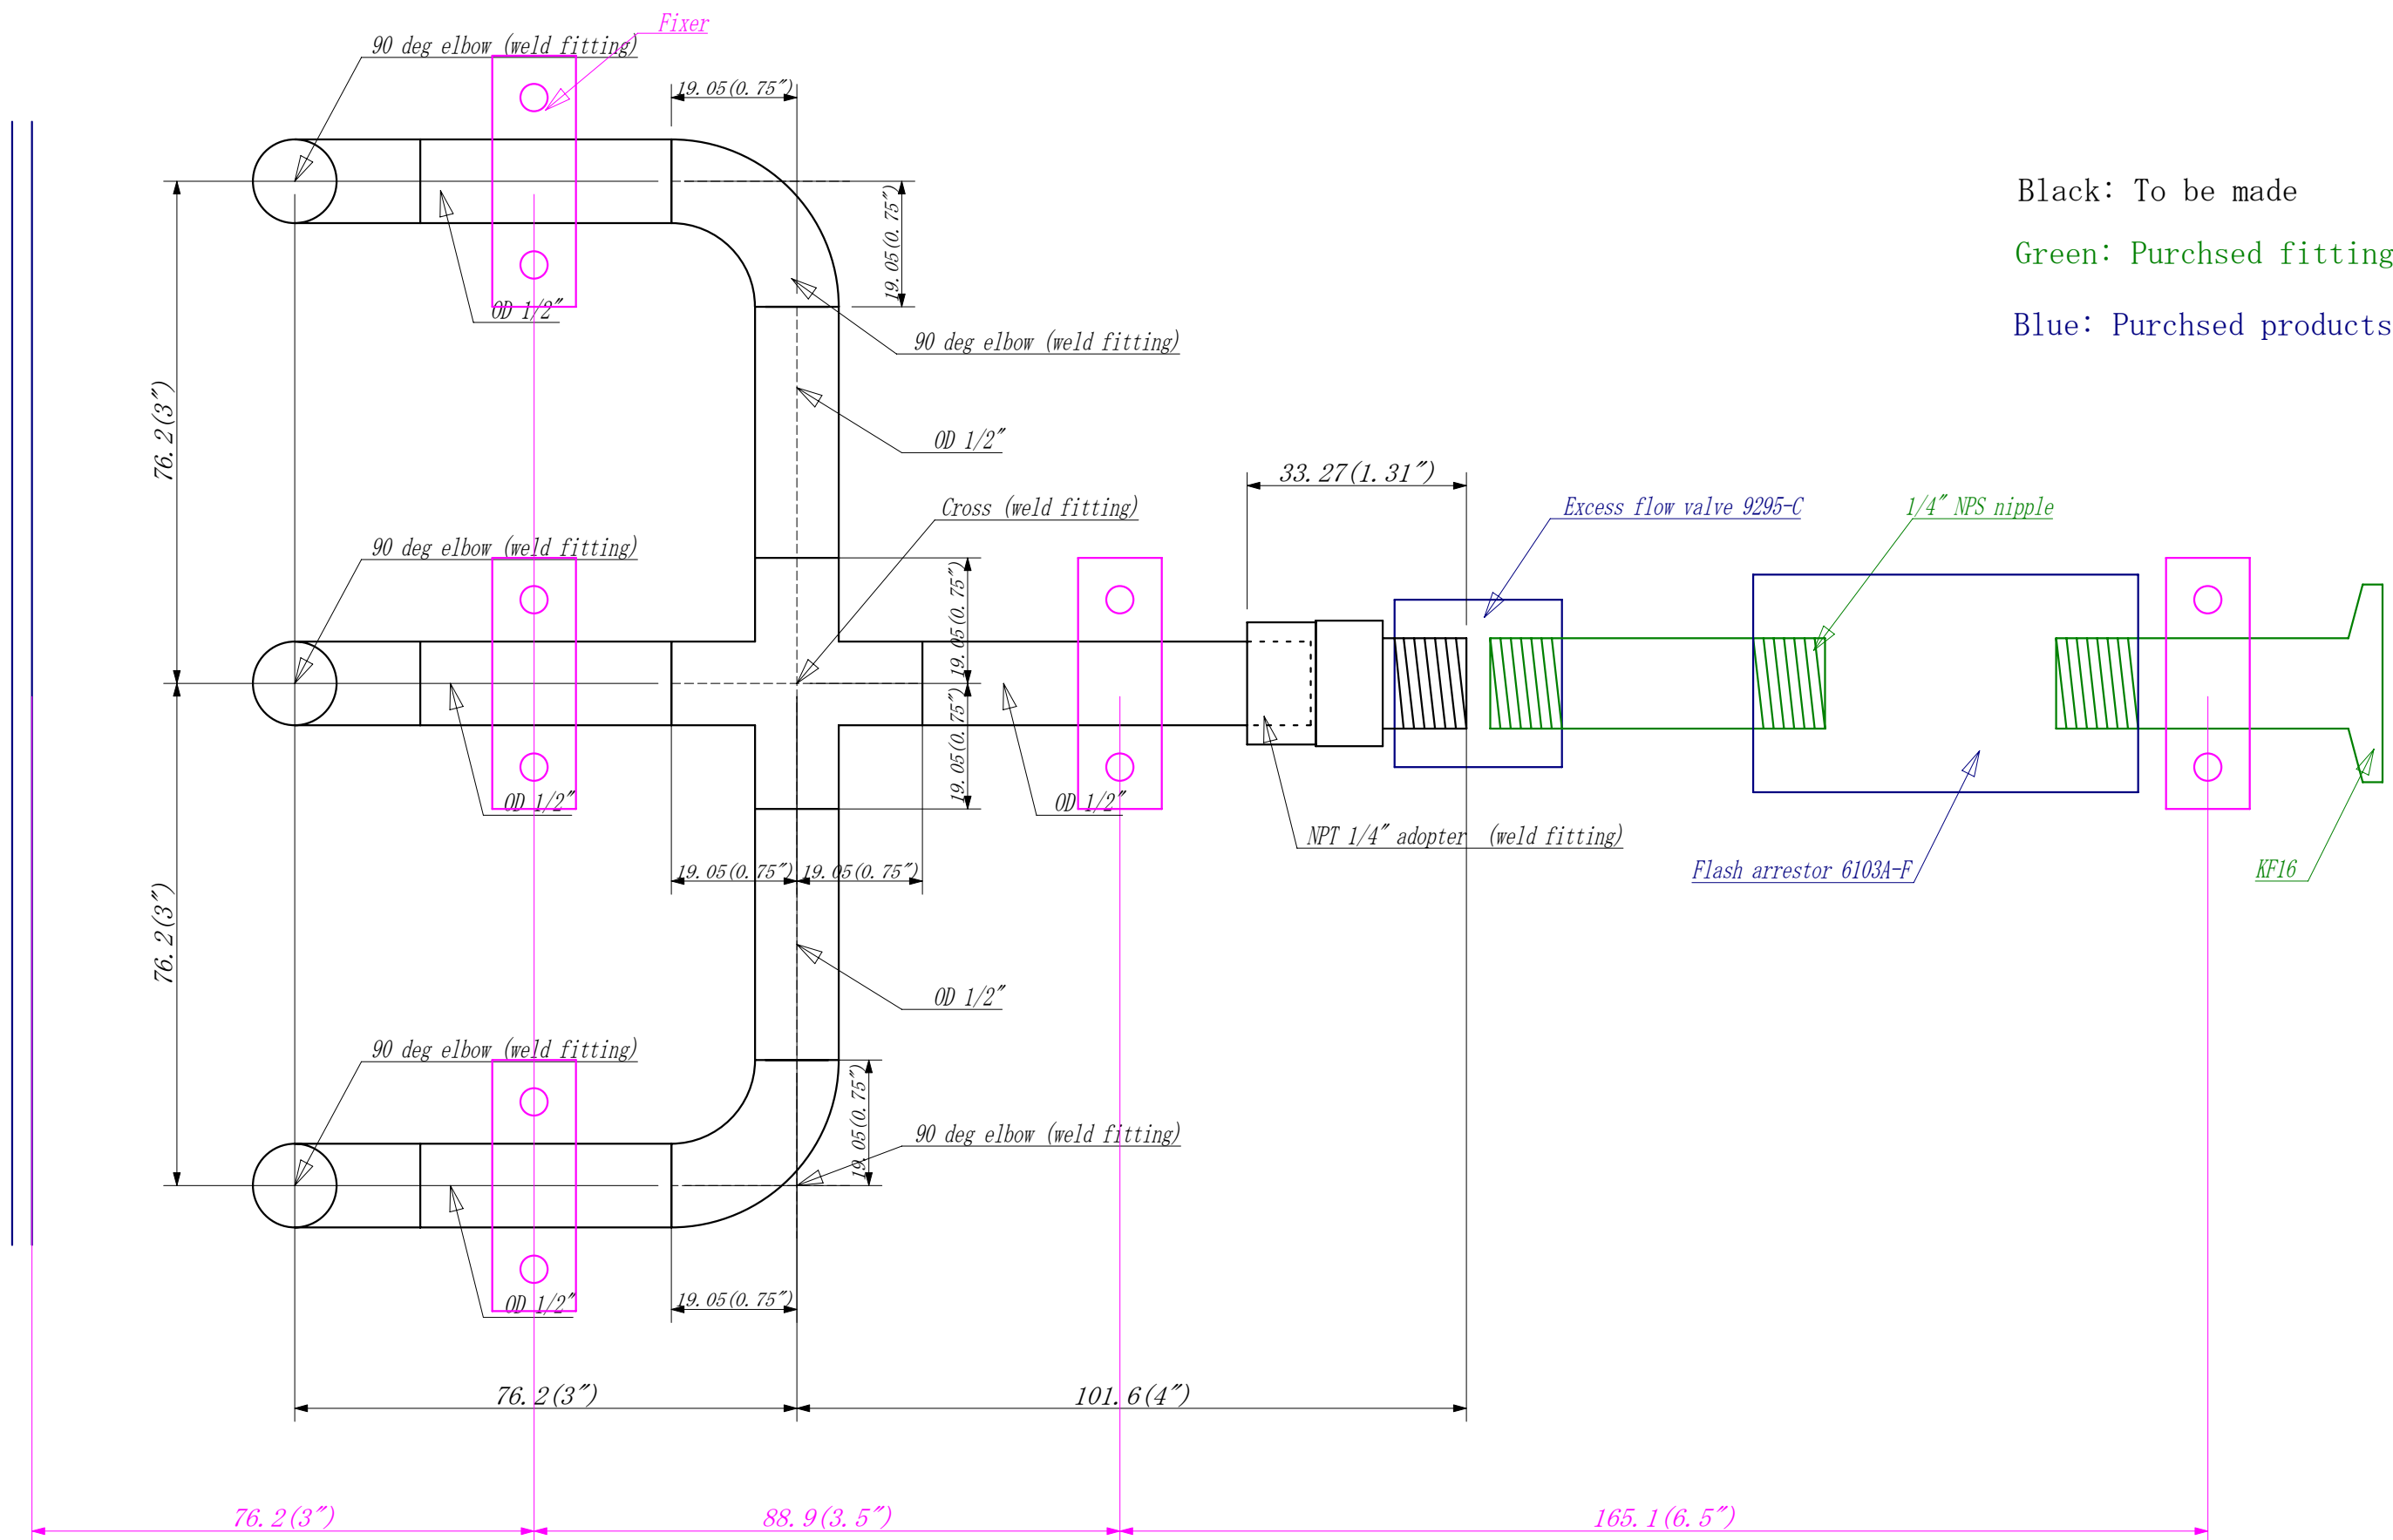 Fixer
90 deg elbow (weld fitting)
19.05(0.75")
Black: To be made
19.05(0.75")
Green: Purchsed fitting
OD 1/2"
Blue: Purchsed products
90 deg elbow (weld fitting)
76.2(3")
OD 1/2"
33.27(1.31")
Cross (weld fitting)
Excess flow valve 9295-C
1/4" NPS nipple
90 deg elbow (weld fitting)
19.05(0.75")
19.05(0.75")
OD 1/2"
OD 1/2"
NPT 1/4" adopter (weld fitting)
19.05(0.75")
19.05(0.75")
Flash arrestor 6103A-F
KF16
76.2(3")
OD 1/2"
90 deg elbow (weld fitting)
19.05(0.75")
90 deg elbow (weld fitting)
OD 1/2"
19.05(0.75")
76.2(3")
101.6(4")
76.2(3")
88.9(3.5")
165.1(6.5")